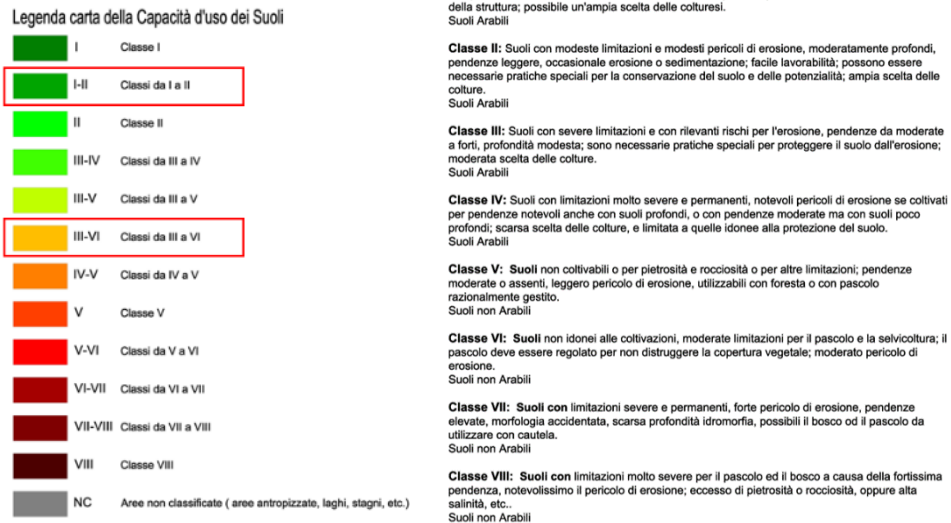 Legenda carta della Capacità d'uso dei Suoli
I Classe I
I-II Classi da I a II
II Classe II
III-IV Classi da III a IV
III-V Classi da III a V
III-VI Classi da III a VI
IV-V Classi da IV a V
V Classe V
V-VI Classi da V a VI
VI-VII Classi da VI a VII
VII-VIII Classi da VII a VIII
VIII Classe VIII
NC Aree non classificate ( aree antropizzate, laghi, stagni, etc.)
della struttura; possibile un'ampia scelta delle colturesi.
Suoli Arabili
Classe II: Suoli con modeste limitazioni e modesti pericoli di erosione, moderatamente profondi,
pendenze leggere, occasionale erosione o sedimentazione; facile lavorabilità; possono essere
necessarie pratiche speciali per la conservazione del suolo e delle potenzialità; ampia scelta delle
colture.
Suoli Arabili
Classe III: Suoli con severe limitazioni e con rilevanti rischi per l'erosione, pendenze da moderate
a forti, profondità modesta; sono necessarie pratiche speciali per proteggere il suolo dall'erosione;
moderata scelta delle colture.
Suoli Arabili
Classe IV: Suoli con limitazioni molto severe e permanenti, notevoli pericoli di erosione se coltivati
per pendenze notevoli anche con suoli profondi, o con pendenze moderate ma con suoli poco
profondi; scarsa scelta delle colture, e limitata a quelle idonee alla protezione del suolo.
Suoli Arabili
Classe V: Suoli non coltivabili o per pietrosità e rocciosità o per altre limitazioni; pendenze
moderate o assenti, leggero pericolo di erosione, utilizzabili con foresta o con pascolo
razionalmente gestito.
Suoli non Arabili
Classe VI: Suoli non idonei alle coltivazioni, moderate limitazioni per il pascolo e la selvicoltura; il
pascolo deve essere regolato per non distruggere la copertura vegetale; moderato pericolo di
erosione.
Suoli non Arabili
Classe VII: Suoli con limitazioni severe e permanenti, forte pericolo di erosione, pendenze
elevate, morfologia accidentata, scarsa profondità idromorfia, possibili il bosco od il pascolo da
utilizzare con cautela.
Suoli non Arabili
Classe VIII: Suoli con limitazioni molto severe per il pascolo ed il bosco a causa della fortissima
pendenza, notevolissimo il pericolo di erosione; eccesso di pietrosità o rocciosità, oppure alta
salinità, etc..
Suoli non Arabili